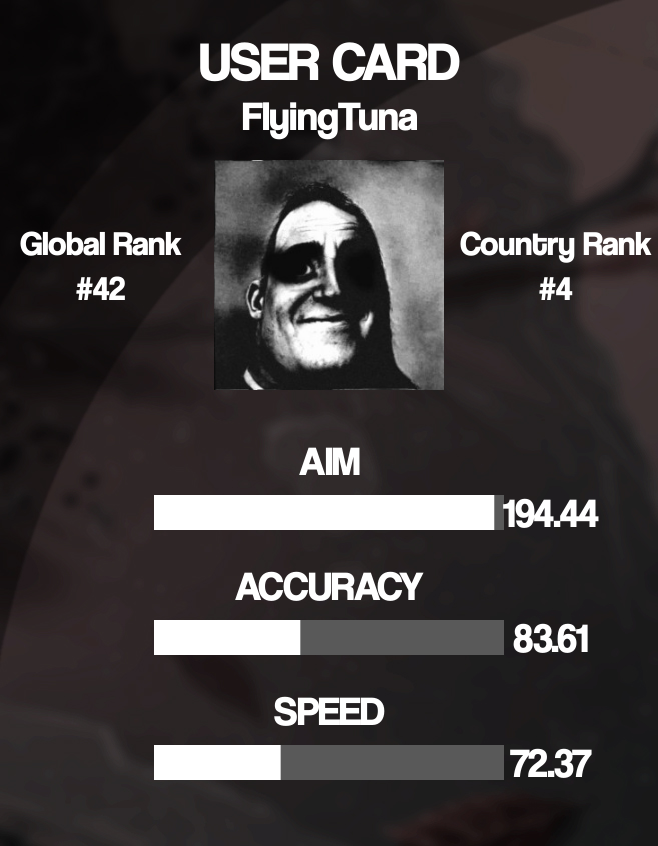 USER CARD
FlyingTuna
Global Rank
#42
Country Rank
#4
AIM
194.44
ACCURACY
83.61
SPEED
72.37